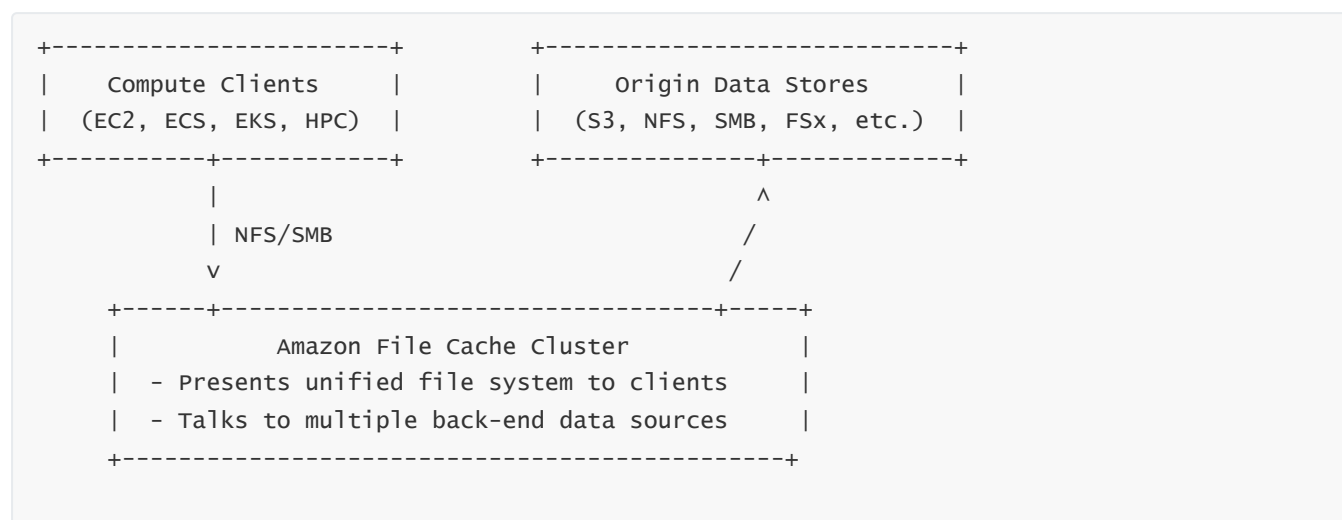 +------------------------+         +-----------------------------+
|    Compute Clients     |         |     Origin Data Stores      |
|  (EC2, ECS, EKS, HPC)  |         |  (S3, NFS, SMB, FSx, etc.)  |
+-----------+------------+         +---------------+-------------+
            |                                      ^
            | NFS/SMB                             /
            v                                    /
     +------+-----------------------------------+-----+
     |           Amazon File Cache Cluster            |
     |  - Presents unified file system to clients     |
     |  - Talks to multiple back-end data sources     |
     +-----------------------------------------------+